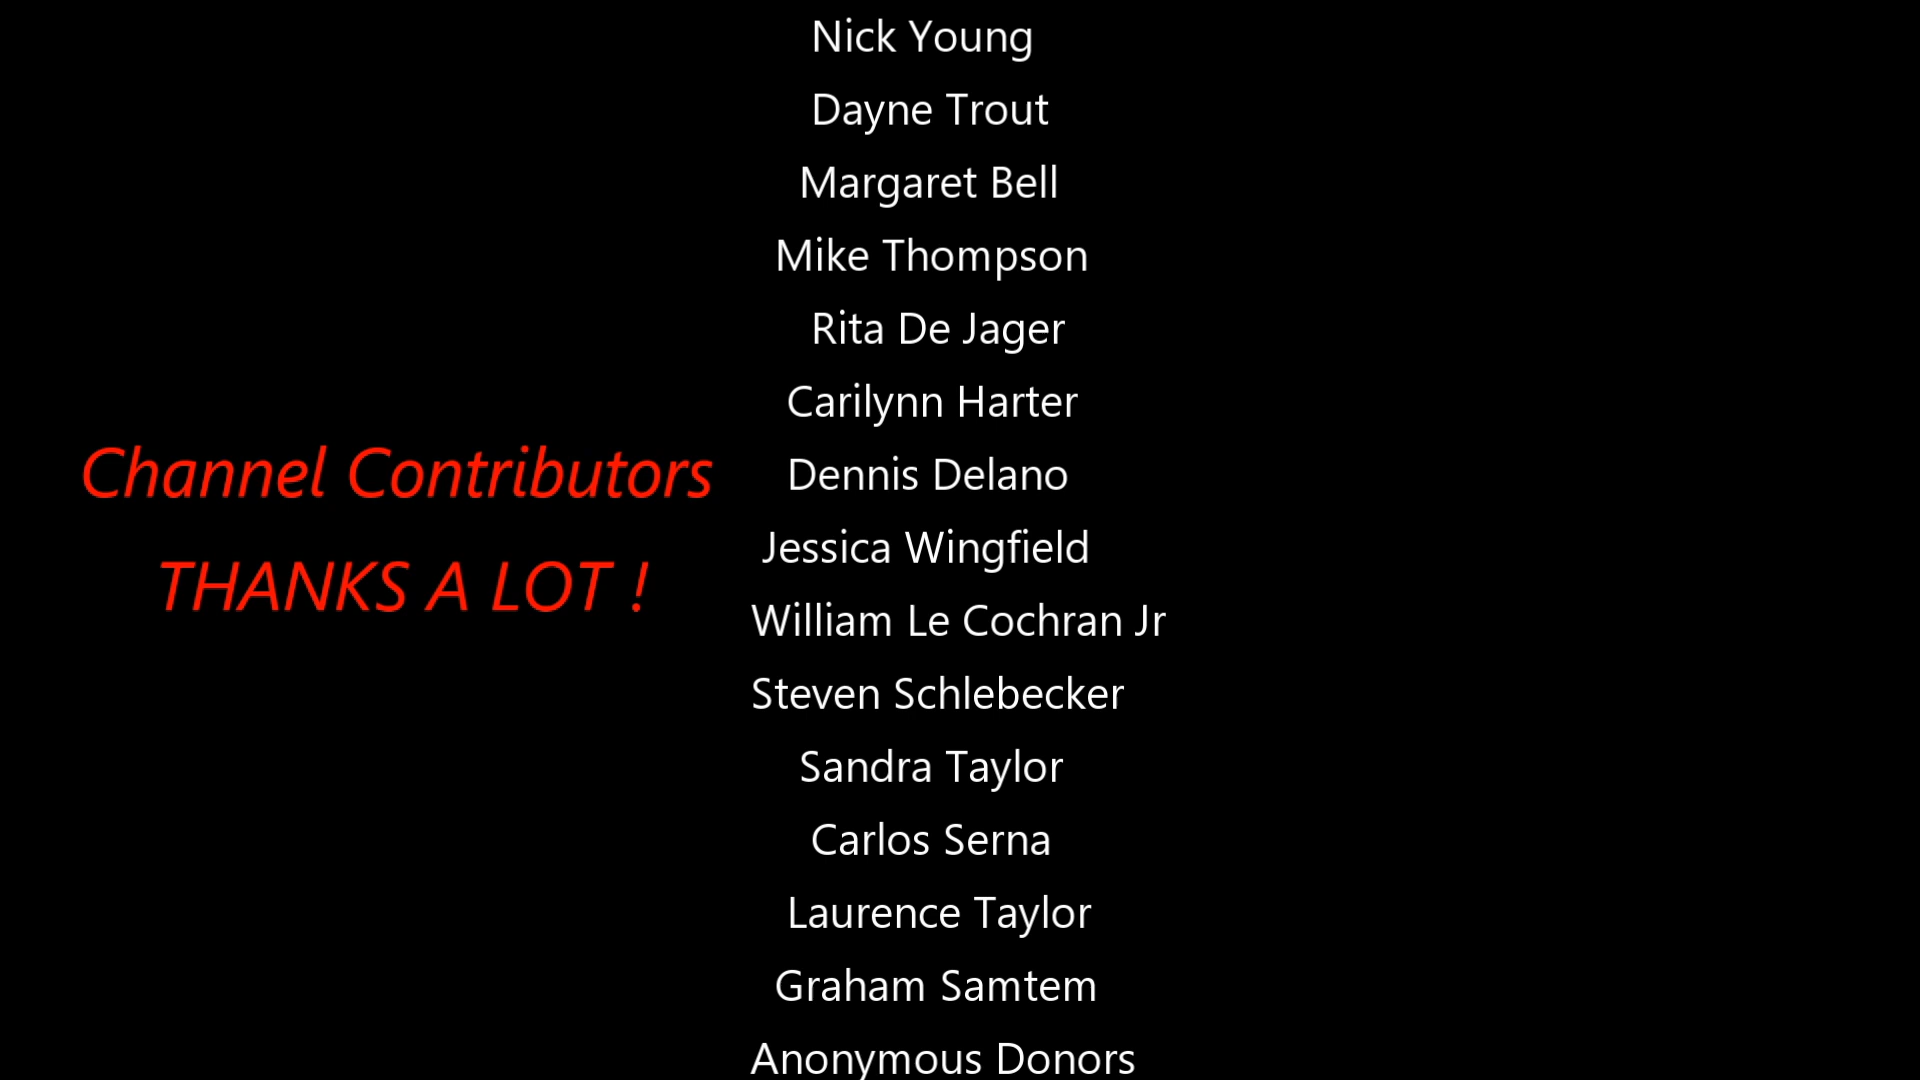 Channel Contributors
THANKS A LOT !
Nick Young
Dayne Trout
Margaret Bell
Mike Thompson
Rita De Jager
Carilynn Harter
Dennis Delano
Jessica Wingfield
William Le Cochran Jr
Steven Schlebecker
Sandra Taylor
Carlos Serna
Laurence Taylor
Graham Samtem
Anonymous Donors